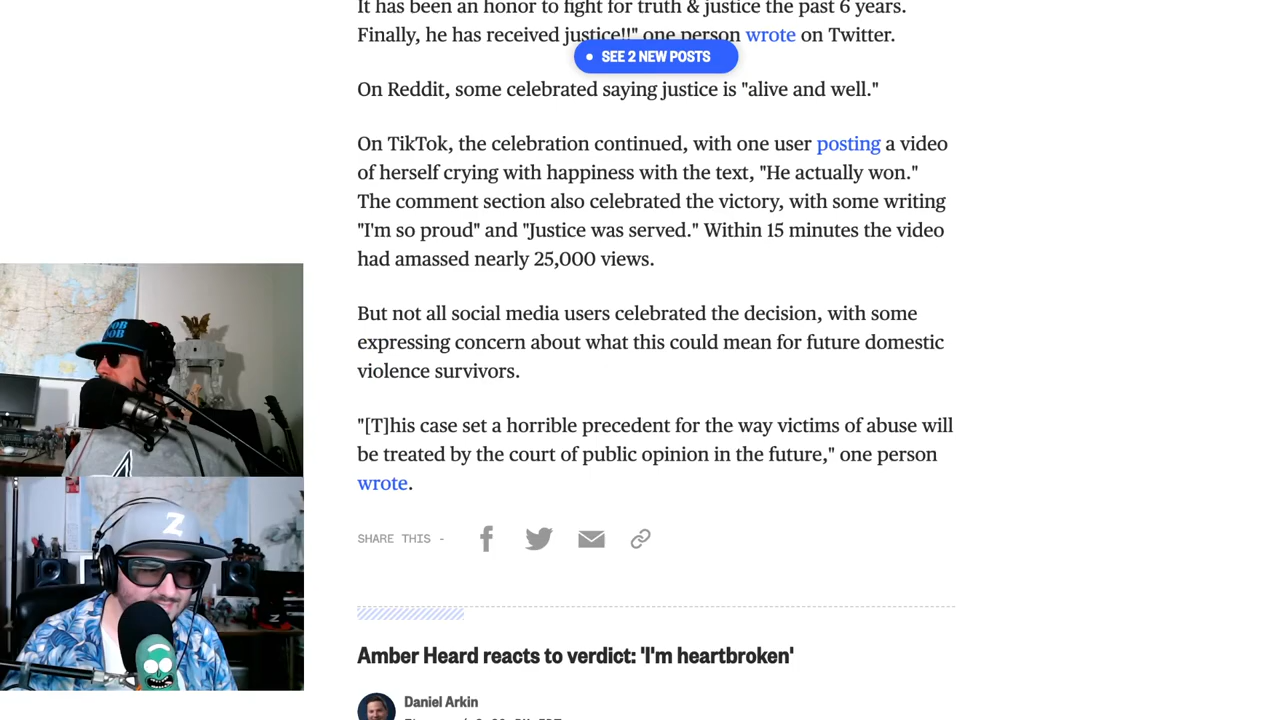 It has been an honor to fight for truth & justice the past 6 years.
Finally, he has received justice!!" one person wrote on Twitter.
SEE 2 NEW POSTS
On Reddit, some celebrated saying justice is "alive and well."
On TikTok, the celebration continued, with one user posting a video
of herself crying with happiness with the text, "He actually won."
The comment section also celebrated the victory, with some writing
"I'm so proud" and "Justice was served." Within 15 minutes the video
had amassed nearly 25,000 views.
But not all social media users celebrated the decision, with some
expressing concern about what this could mean for future domestic
violence survivors.
"[T]his case set a horrible precedent for the way victims of abuse will
be treated by the court of public opinion in the future," one person
wrote.
SHARE THIS -
Amber Heard reacts to verdict: 'I'm heartbroken'
Daniel Arkin
Z